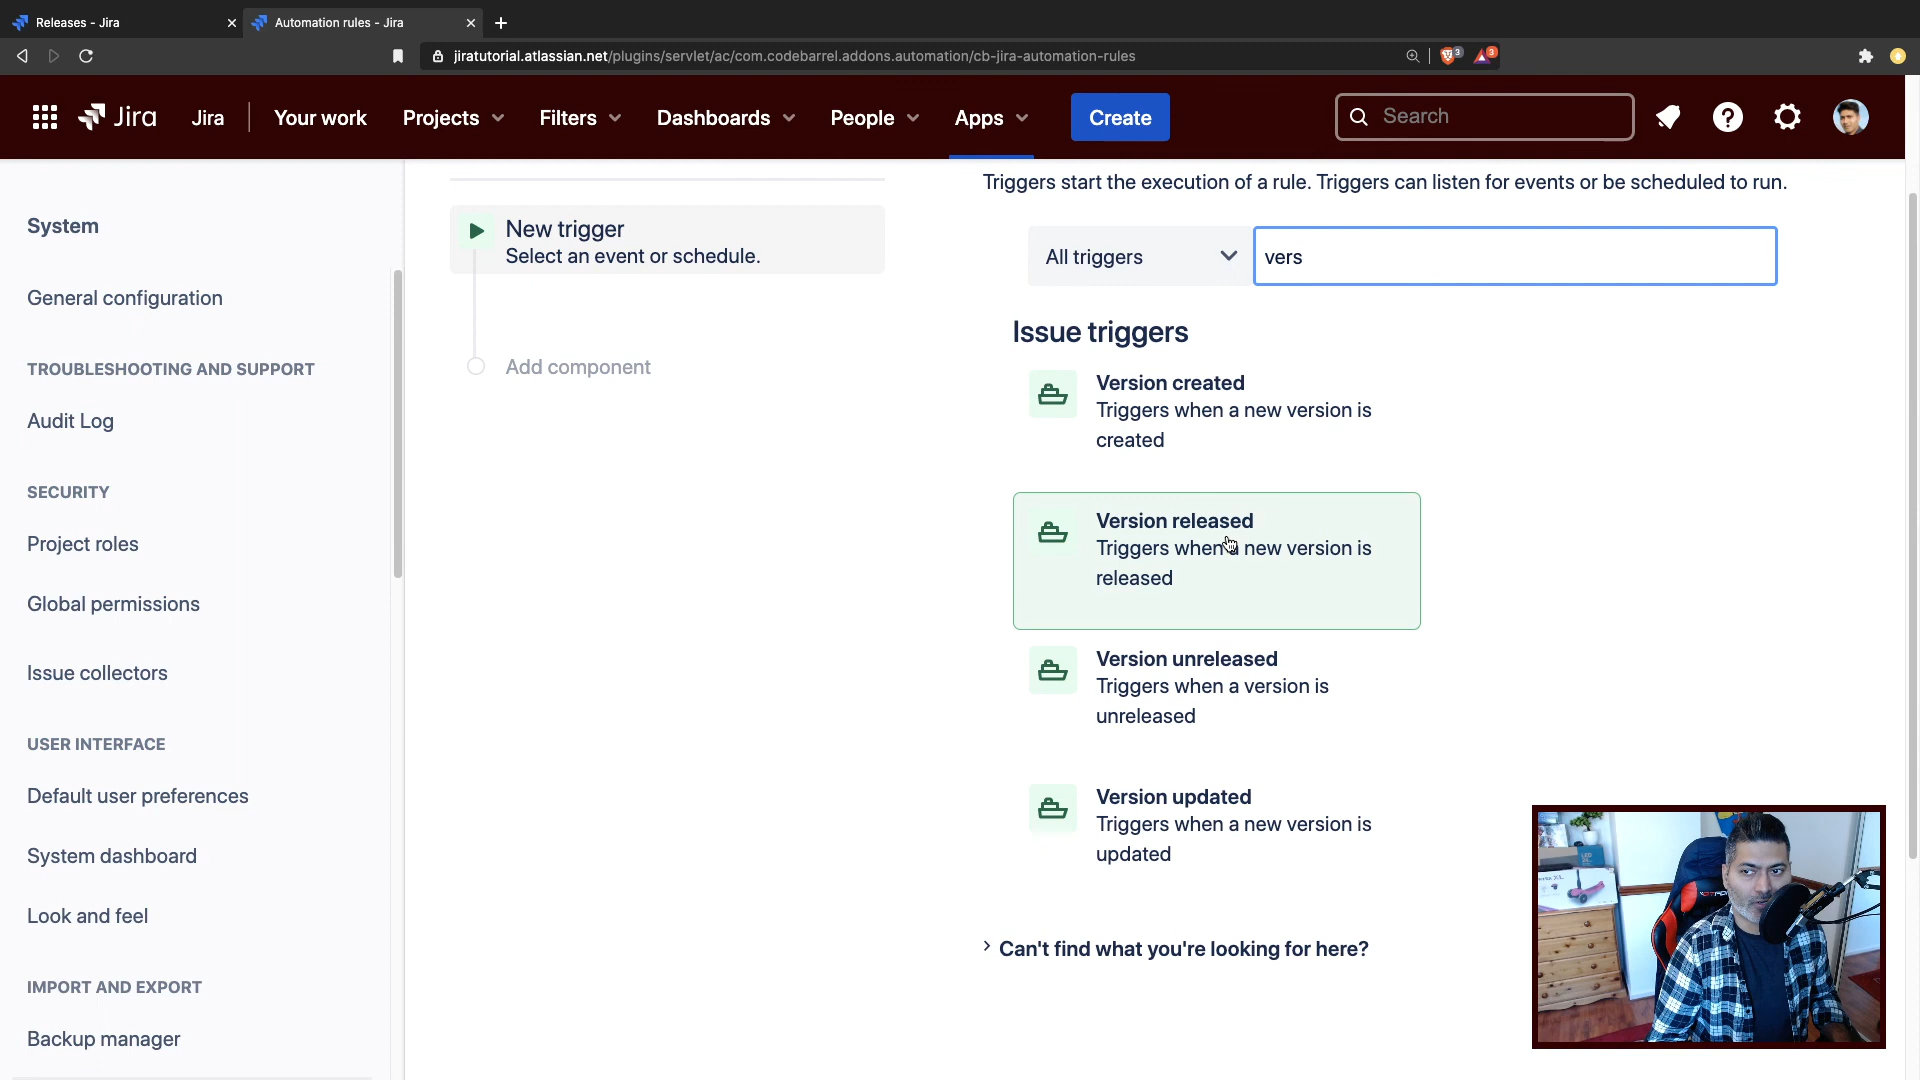 Releases - Jira
Automation rules - Jira
jiratutorial.atlassian.net/plugins/servlet/ac/com.codebarrel.addons.automation/cb-jira-automation-rules
3
3
Jira
Jira
Your work
Projects
Filters
Dashboards
People
Apps
Create
Search
System
General configuration
TROUBLESHOOTING AND SUPPORT
Audit Log
SECURITY
Project roles
Global permissions
Issue collectors
USER INTERFACE
Default user preferences
System dashboard
Look and feel
IMPORT AND EXPORT
Backup manager
New trigger
Select an event or schedule.
Add component
Triggers start the execution of a rule. Triggers can listen for events or be scheduled to run.
All triggers
vers
Issue triggers
Version created
Triggers when a new version is
created
Version released
Triggers when a new version is
released
Version unreleased
Triggers when a version is
unreleased
Version updated
Triggers when a new version is
updated
Can't find what you're looking for here?